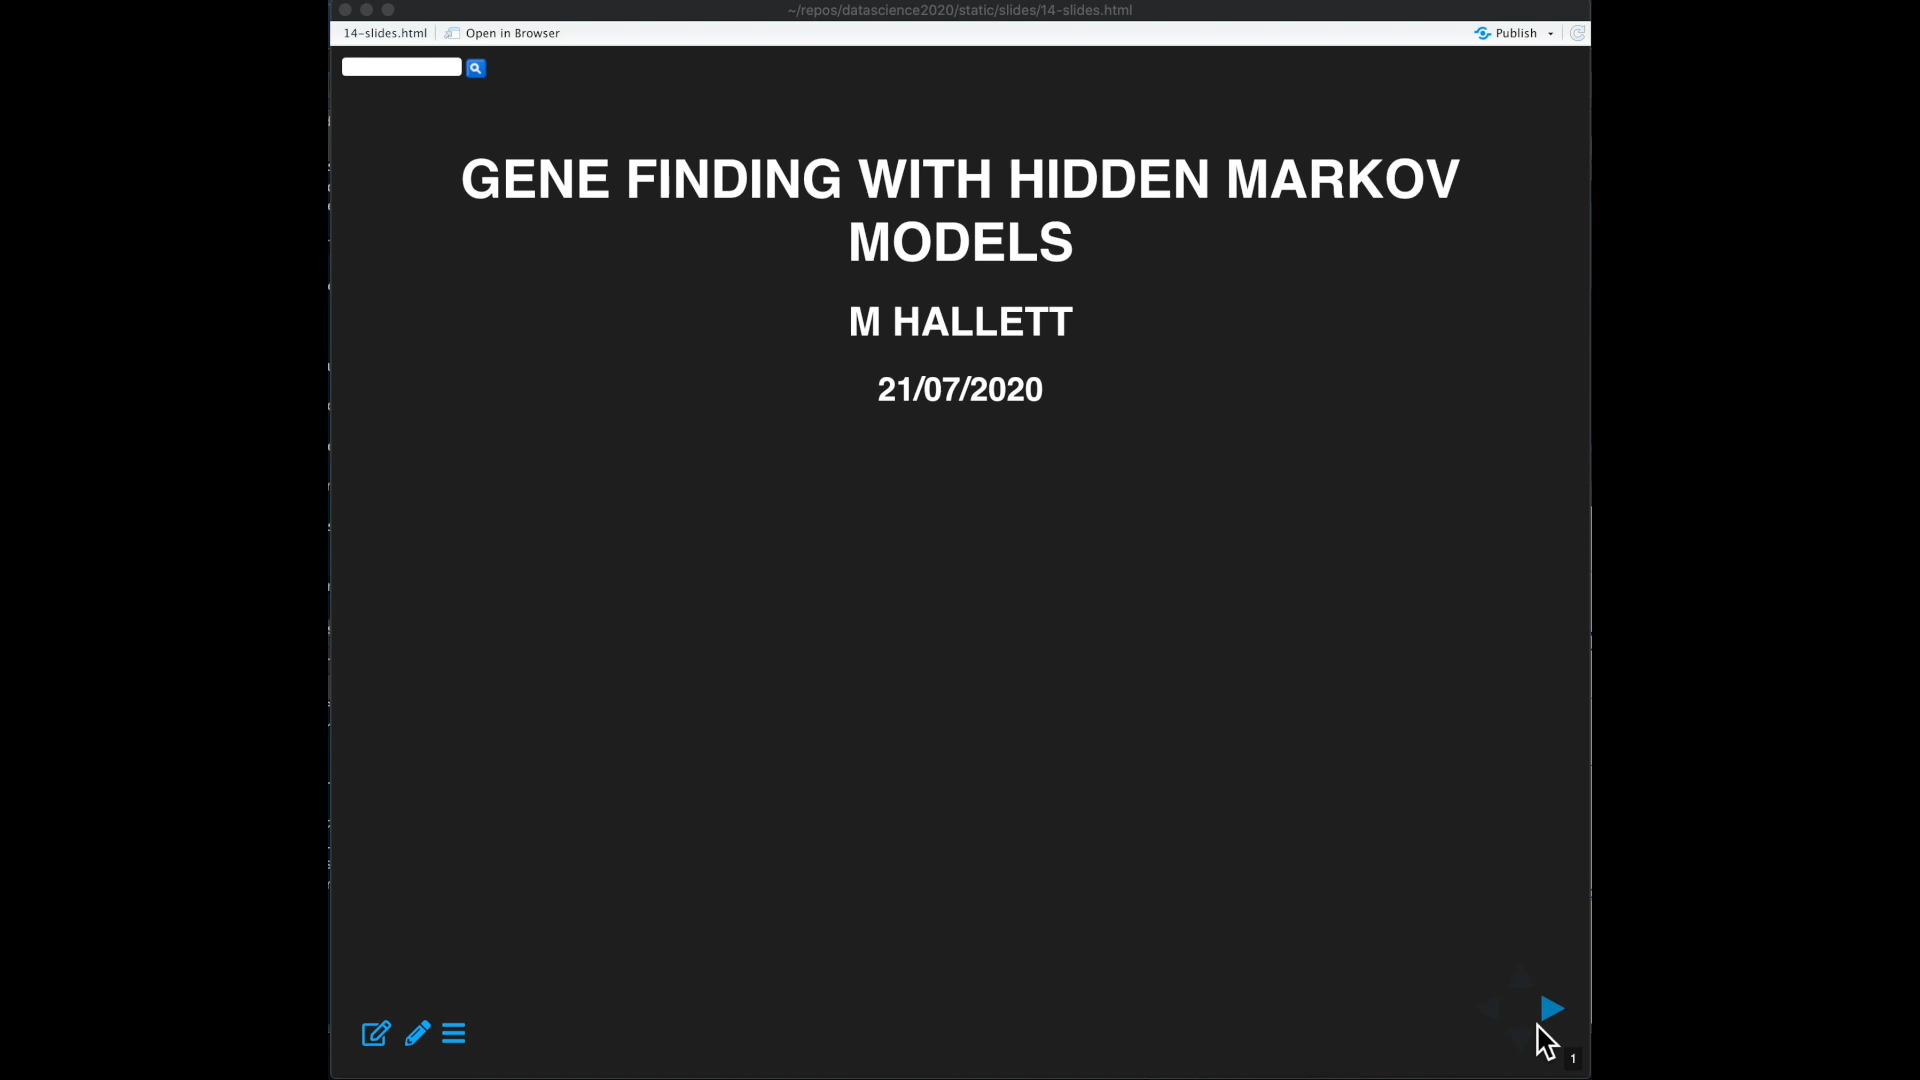 ~/repos/datascience2020/static/slides/14-slides.html
14-slides.html Open in Browser Publish
GENE FINDING WITH HIDDEN MARKOV
MODELS
M HALLETT
21/07/2020
1